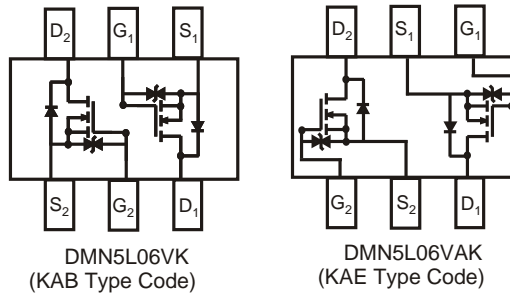 D2 G1 S1
S2 G2 D1
DMN5L06VK
(KAB Type Code)
D2 S1 G1
G2 S2 D1
DMN5L06VAK
(KAE Type Code)